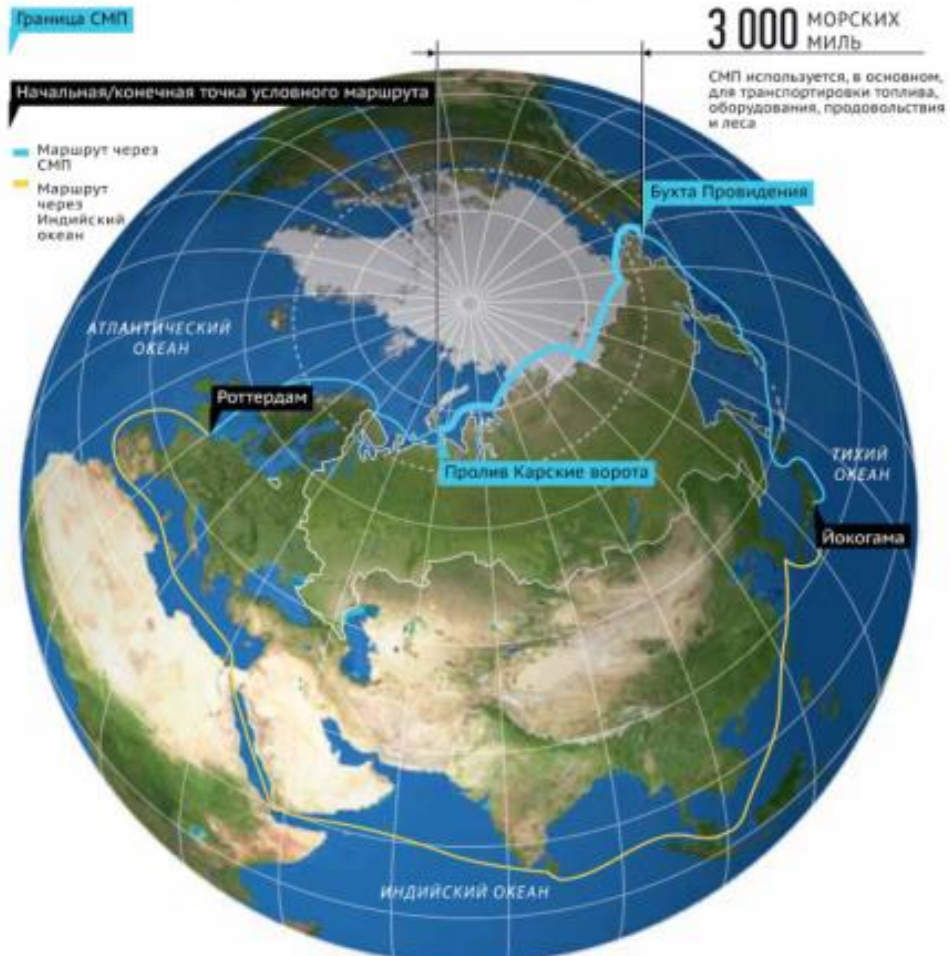 Граница СМП
3 000 МОРСКИХ
МИЛЬ
СМП используется, в основном,
для транспортировки топлива,
оборудования, продовольствия
и леса
Начальная/конечная точка условного маршрута
Маршрут через
СМП
Маршрут
через
Индийский
океан
Бухта Провидения
АТЛАНТИЧЕСКИЙ
ОКЕАН
Роттердам
Пролив Карские ворота
ТИХИЙ
ОКЕАН
Йокогама
ИНДИЙСКИЙ ОКЕАН